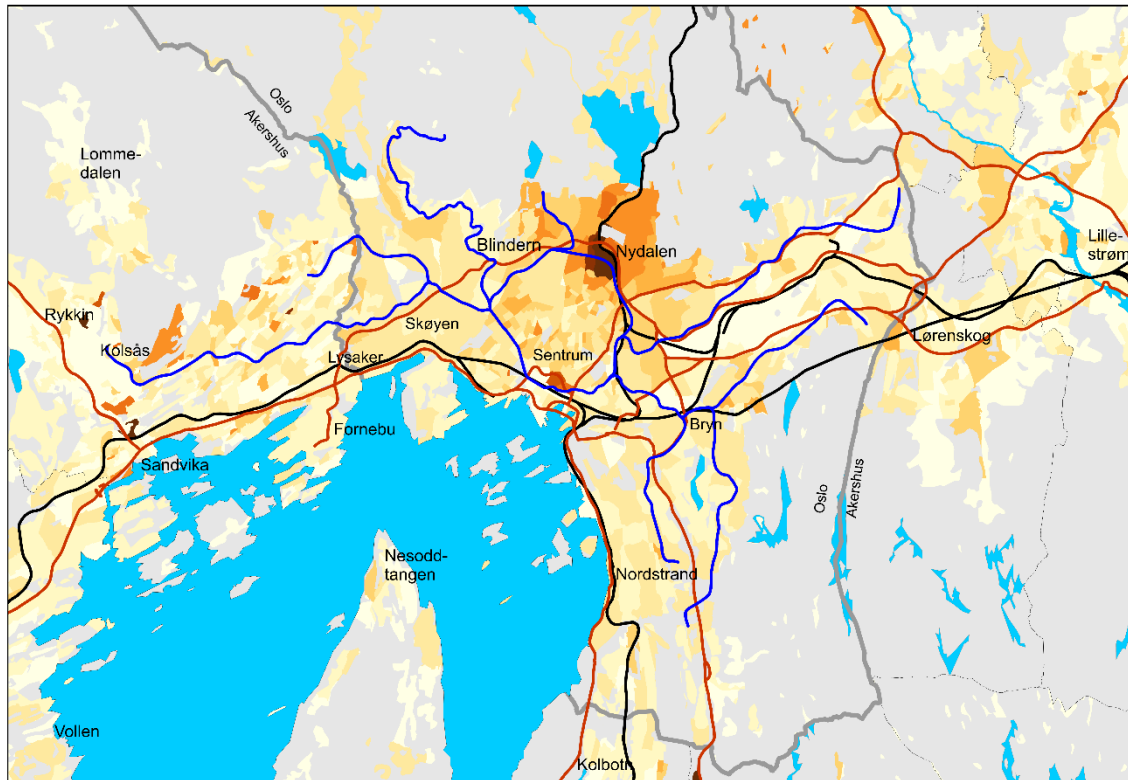 Oslo
Akershus
Lomme-
dalen
Blindern
Nydalen
Lille-
strøm
Rykkin
Skøyen
Kolsås
Lysaker
Sentrum
Lørenskog
Fornebu
Bryn
Sandvika
Oslo
Akershus
Nesodd-
tangen
Nordstrand
Vollen
Kolbotn